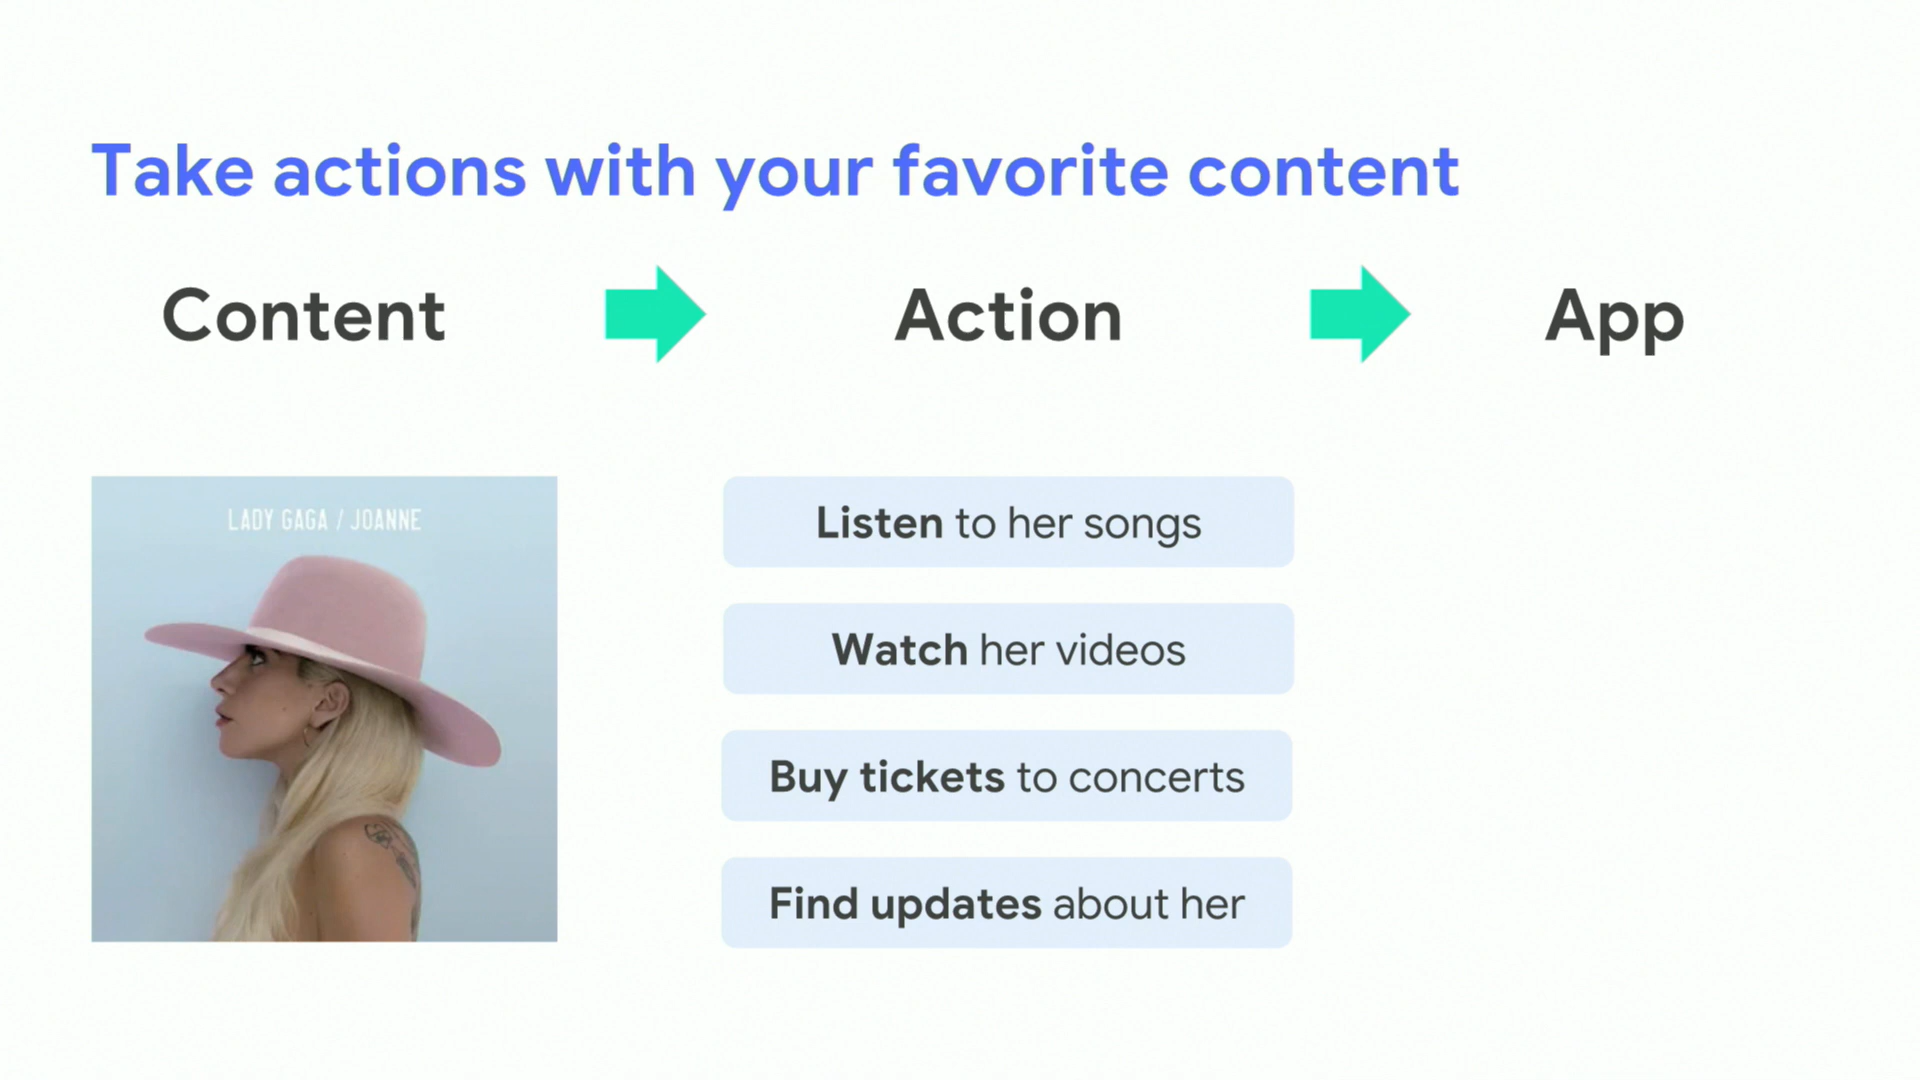 Take actions with your favorite content
Content
Action
App
LADY GAGA / JOANNE
Listen to her songs
Watch her videos
Buy tickets to concerts
Find updates about her